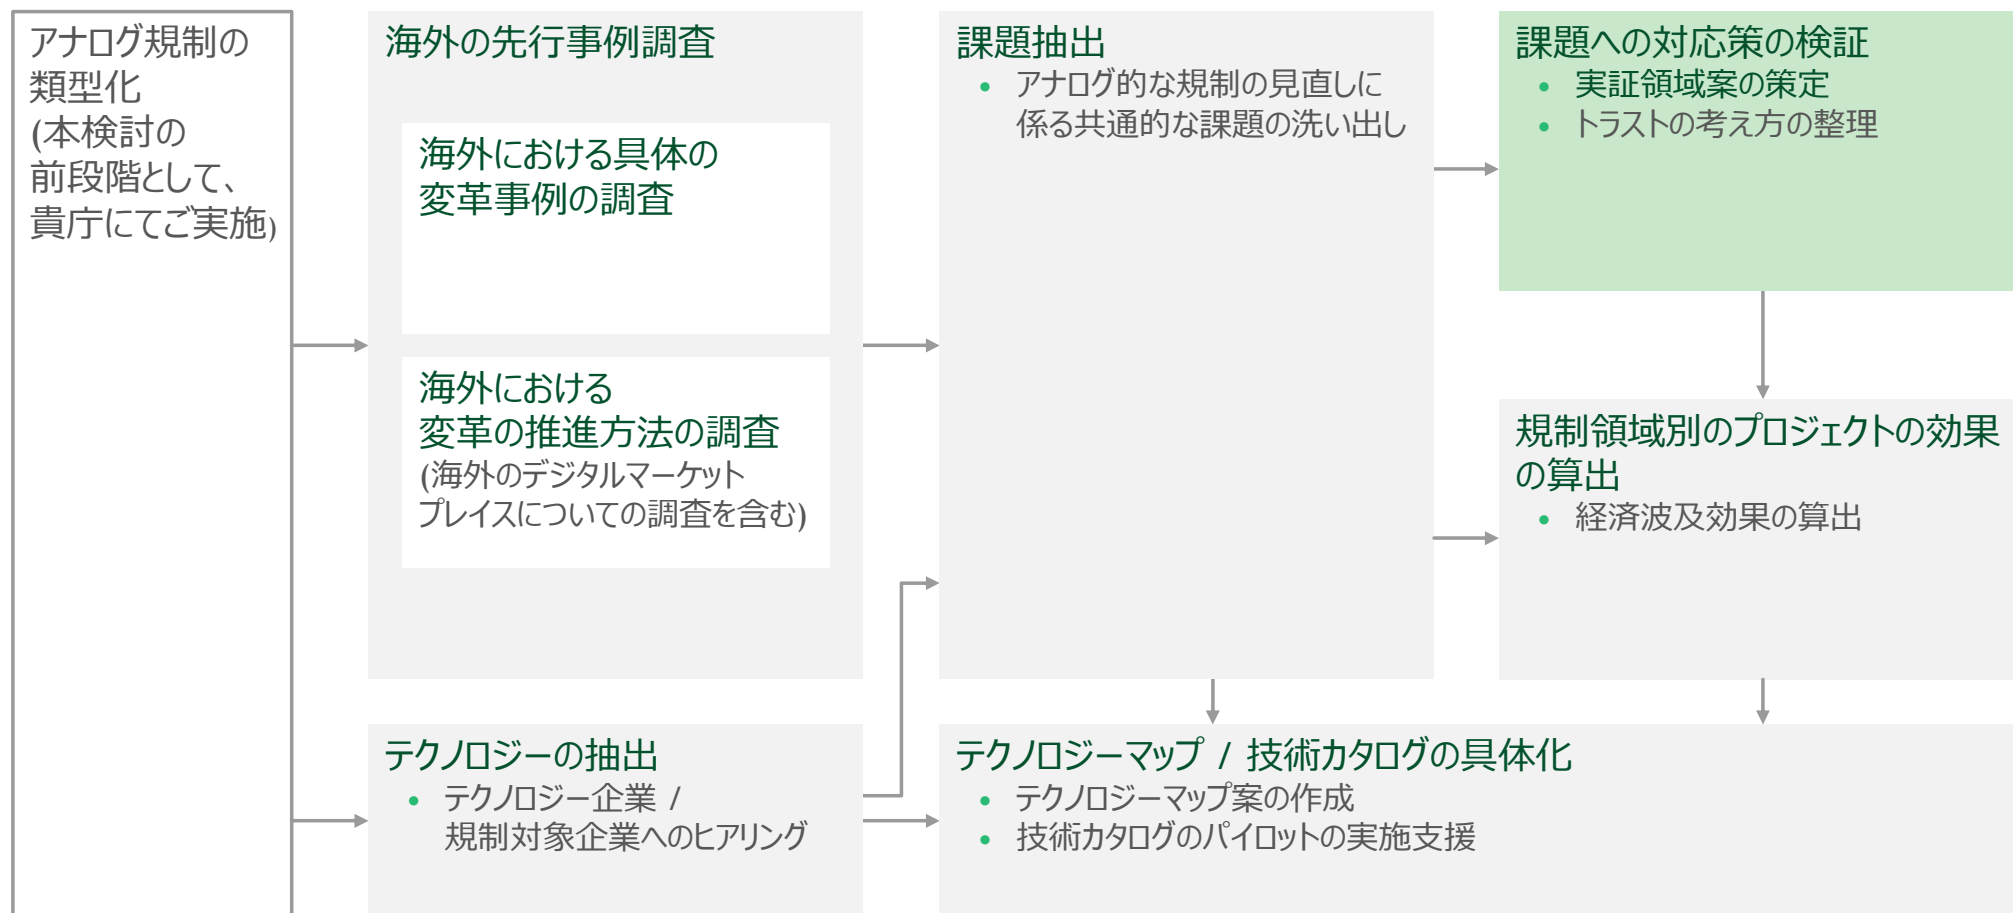 アナログ規制の
類型化
(本検討の
前段階として、
貴庁にてご実施)
海外の先行事例調査
海外における具体の
変革事例の調査
海外における
変革の推進方法の調査
(海外のデジタルマーケット
プレイスについての調査を含む)
テクノロジーの抽出
• テクノロジー企業 /
規制対象企業へのヒアリング
課題抽出
• アナログ的な規制の見直しに
係る共通的な課題の洗い出し
課題への対応策の検証
• 実証領域案の策定
• トラストの考え方の整理
規制領域別のプロジェクトの効果
の算出
• 経済波及効果の算出
テクノロジーマップ / 技術カタログの具体化
• テクノロジーマップ案の作成
• 技術カタログのパイロットの実施支援